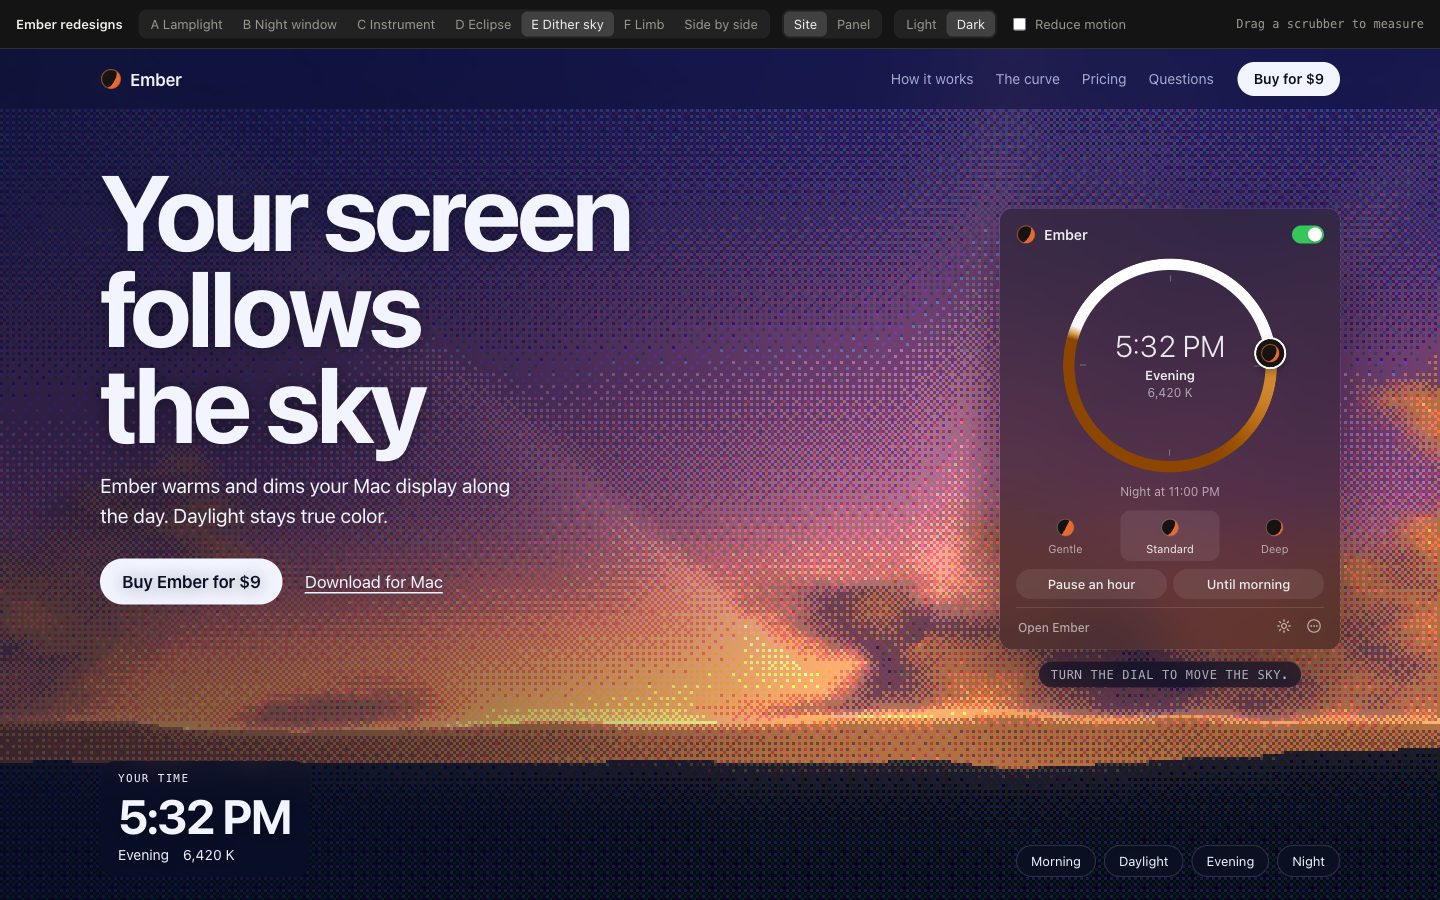 Ember redesigns
A Lamplight
B Night window
C Instrument
D Eclipse
E Dither sky
F Limb
Side by side
Site
Panel
Light
Dark
Reduce motion
Drag a scrubber to measure
Ember
How it works
The curve
Pricing
Questions
Buy for $9
Your screen
follows
the sky
Ember warms and dims your Mac display along
the day. Daylight stays true color.
Buy Ember for $9
Download for Mac
Ember
5:32 PM
Evening
6,420 K
Night at 11:00 PM
Gentle
Standard
Deep
Pause an hour
Until morning
Open Ember
TURN THE DIAL TO MOVE THE SKY.
YOUR TIME
5:32 PM
Evening 6,420 K
Morning
Daylight
Evening
Night